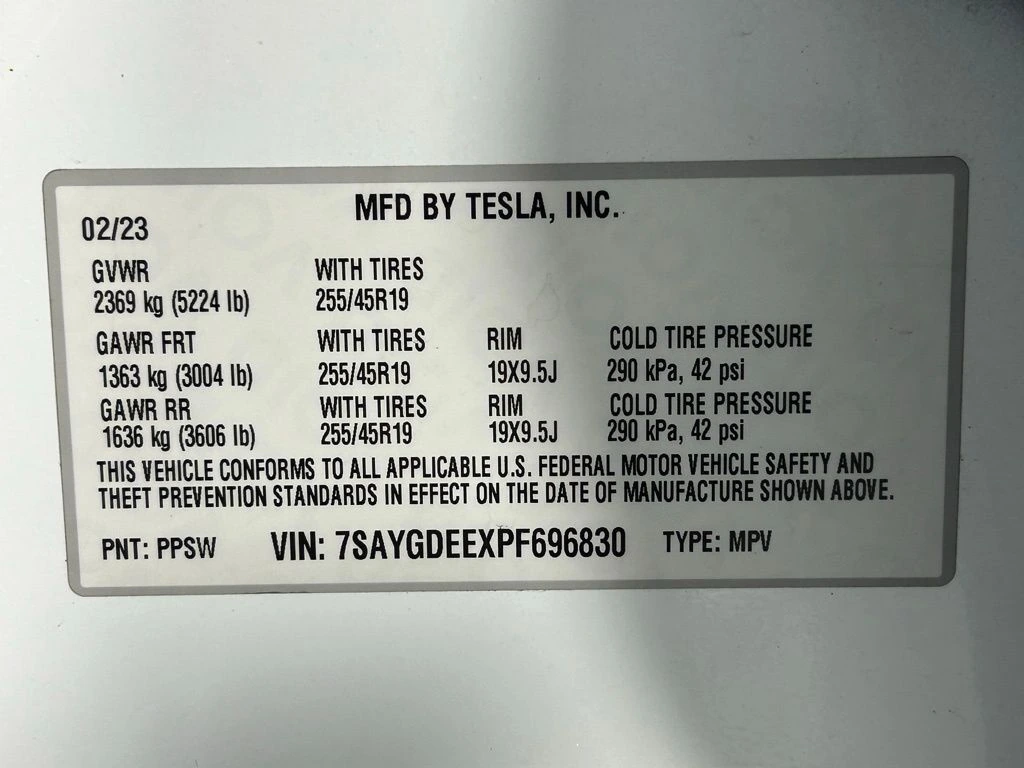 MFD BY TESLA, INC.
02/23
GVWR WITH TIRES
2369 kg (5224 lb) 255/45R19
GAWR FRT WITH TIRES RIM COLD TIRE PRESSURE
1363 kg (3004 lb) 255/45R19 19X9.5J 290 kPa, 42 psi
GAWR RR WITH TIRES RIM COLD TIRE PRESSURE
1636 kg (3606 lb) 255/45R19 19X9.5J 290 kPa, 42 psi
THIS VEHICLE CONFORMS TO ALL APPLICABLE U.S. FEDERAL MOTOR VEHICLE SAFETY AND
THEFT PREVENTION STANDARDS IN EFFECT ON THE DATE OF MANUFACTURE SHOWN ABOVE.
PNT: PPSW VIN: 7SAYGDEEXPF696830 TYPE: MPV